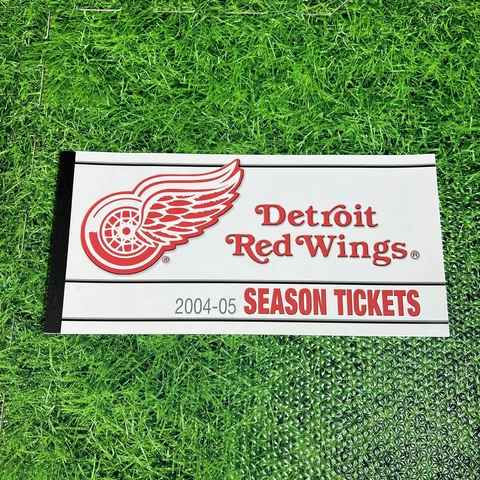 Detroit
Red Wings®
®
2004-05 SEASON TICKETS